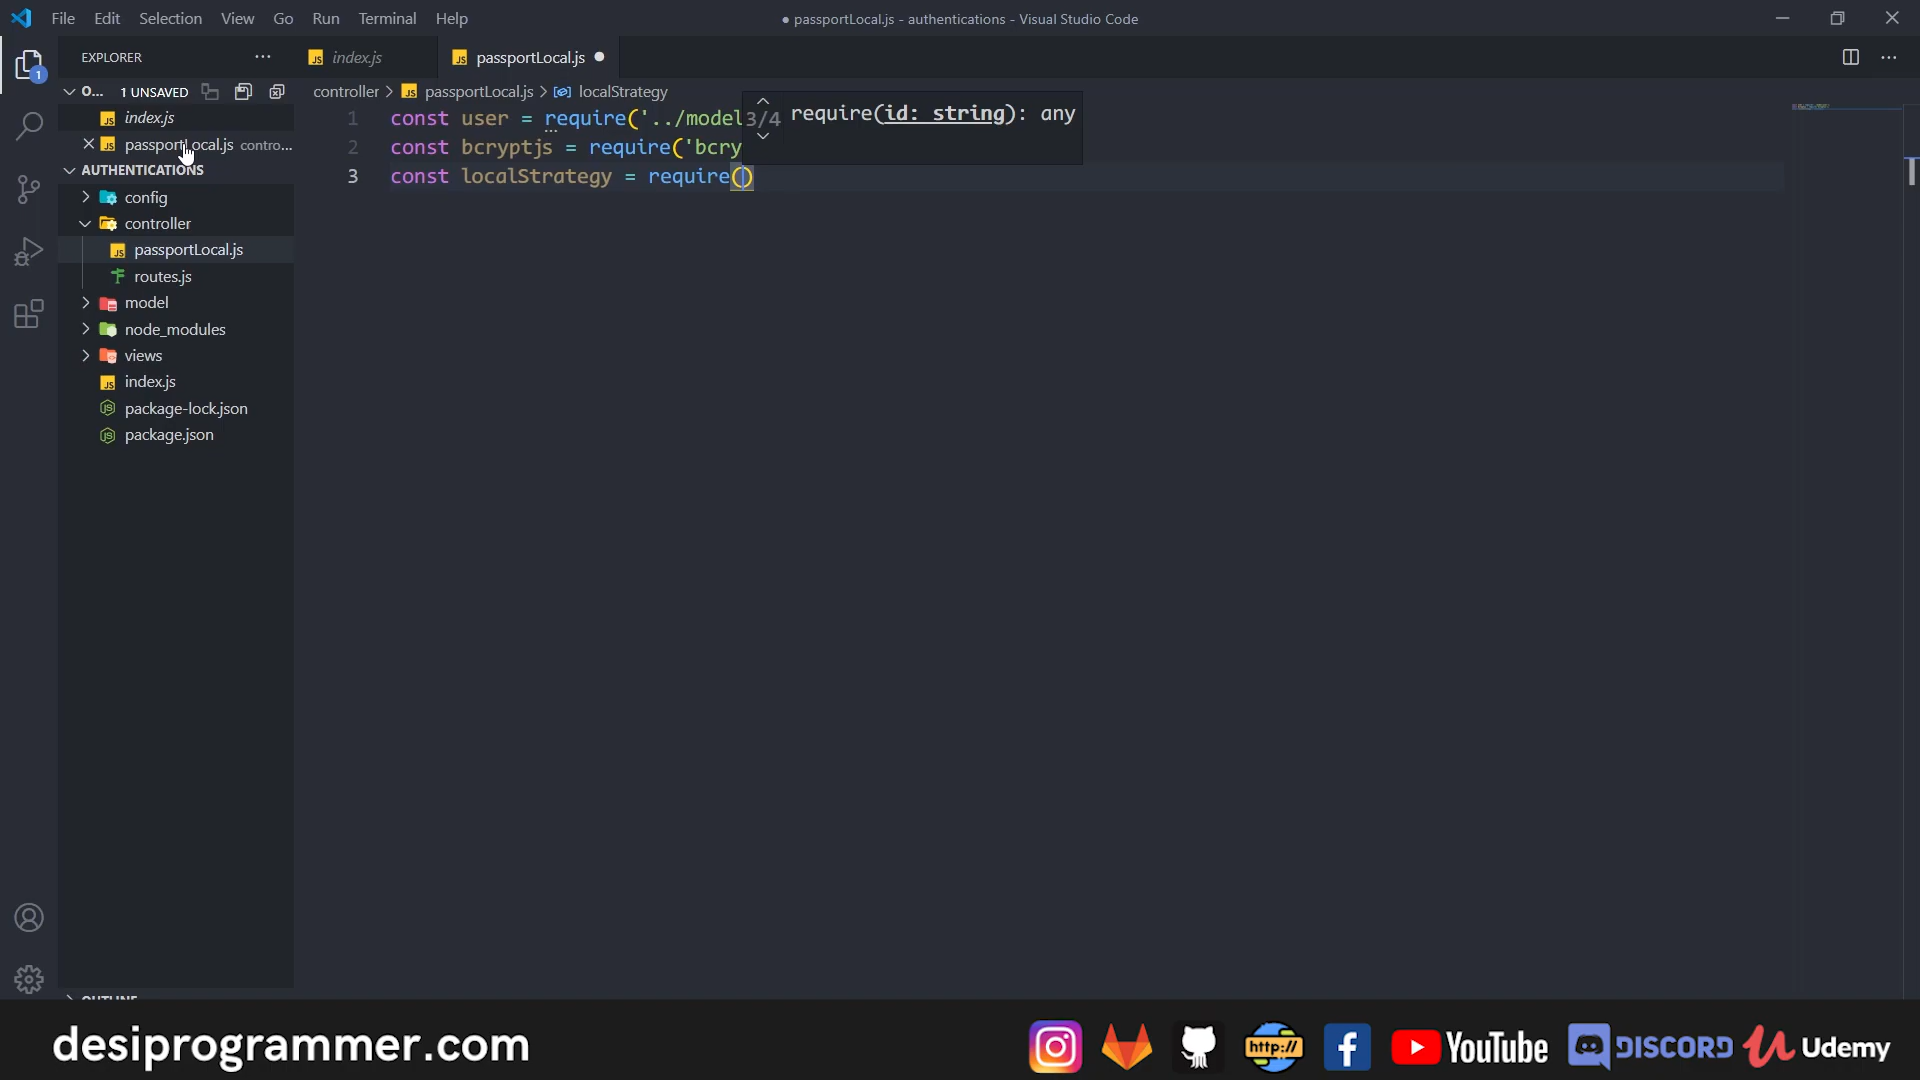 File Edit Selection View Go Run Terminal Help
● passportLocal.js - authentications - Visual Studio Code
1
EXPLORER ...
index.js
passportLocal.js
O... 1 UNSAVED
index.js
passportLocal.js contro...
AUTHENTICATIONS
config
controller
passportLocal.js
routes.js
model
node_modules
views
index.js
package-lock.json
package.json
controller > passportLocal.js > localStrategy
1 const user = require('../model
2 const bcryptjs = require('bcry
3 const localStrategy = require()
3/4 require(id: string): any
OUTLINE
desiprogrammer.com
http://
YouTube
DISCORD
Udemy